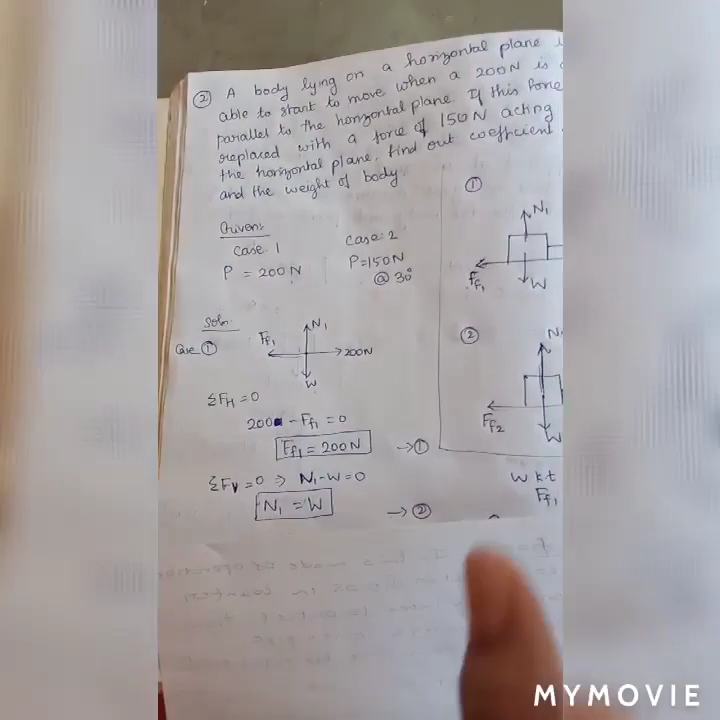 ② A body lying on a horizontal plane is
able to start to move when a 200N is
parallel to the horizontal plane. If this force
replaced with a force of 150N acting
the horizontal plane. find out coefficient
and the weight of body.
Given:
Case: 1
P = 200N
Case: 2
P=150N
@ 30°
①
N1
Ff1
W
Soln:
Case ①
Ff1
N1
200N
W
②
N
Ff2
W
ΣFH = 0
200 - Ff1 = 0
Ff1 = 200N → ①
ΣFV = 0 ⇒ N1-W=0
N1 = W → ②
W k t
Ff1
MYMOVIE